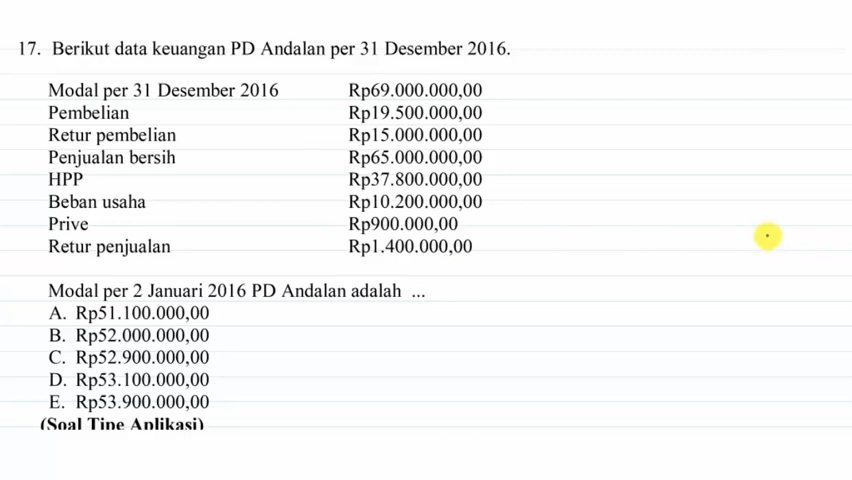 17. Berikut data keuangan PD Andalan per 31 Desember 2016.
Modal per 31 Desember 2016 Rp69.000.000,00
Pembelian Rp19.500.000,00
Retur pembelian Rp15.000.000,00
Penjualan bersih Rp65.000.000,00
HPP Rp37.800.000,00
Beban usaha Rp10.200.000,00
Prive Rp900.000,00
Retur penjualan Rp1.400.000,00
Modal per 2 Januari 2016 PD Andalan adalah ...
A. Rp51.100.000,00
B. Rp52.000.000,00
C. Rp52.900.000,00
D. Rp53.100.000,00
E. Rp53.900.000,00
(Soal Tipe Aplikasi)